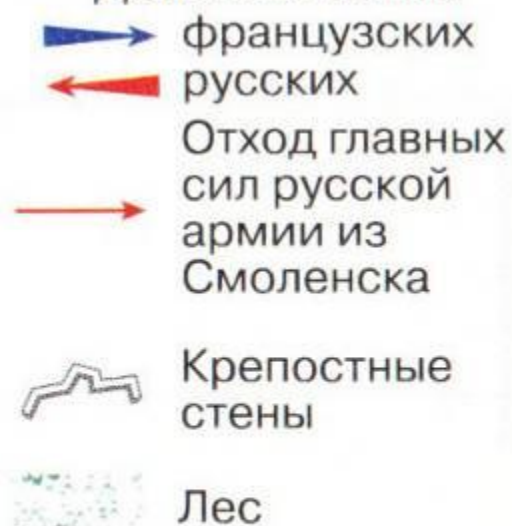 французских
русских
Отход главных
сил русской
армии из
Смоленска
Крепостные
стены
Лес